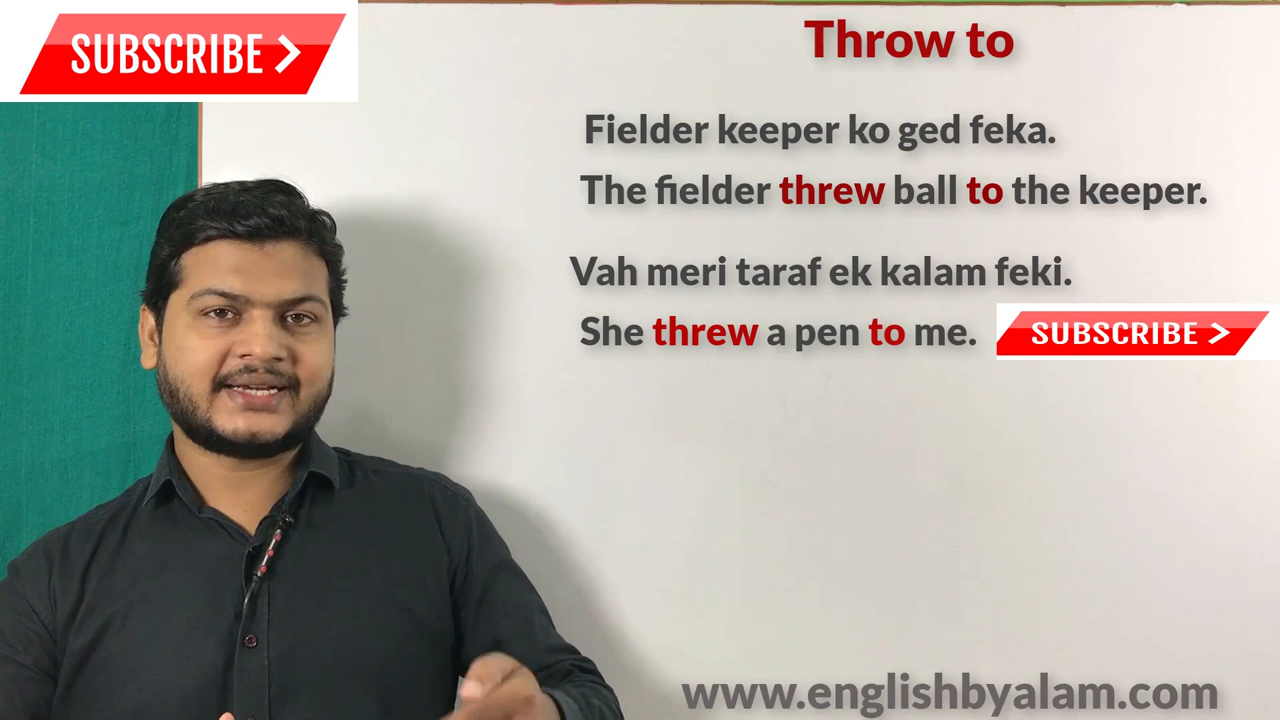 SUBSCRIBE
Throw to
Fielder keeper ko ged feka.
The fielder threw ball to the keeper.
Vah meri taraf ek kalam feki.
She threw a pen to me.
SUBSCRIBE
www.englishbyalam.com